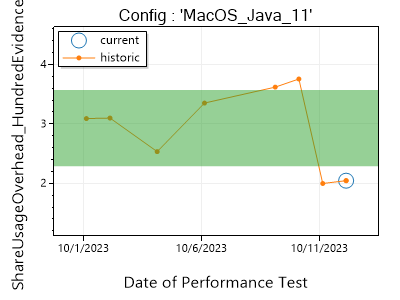 Config : 'MacOS_Java_11'
current
historic
ShareUsageOverhead_HundredEvidence
4
3
2
10/1/2023
10/6/2023
10/11/2023
Date of Performance Test